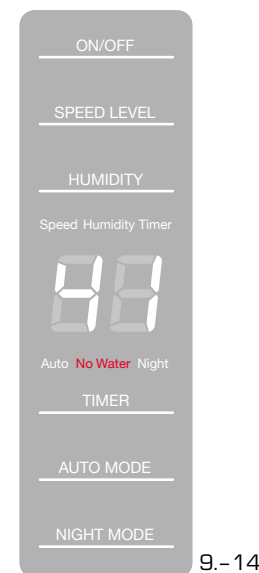 ON/OFF
SPEED LEVEL
HUMIDITY
Speed Humidity Timer
41
Auto No Water Night
TIMER
AUTO MODE
NIGHT MODE
9.–14